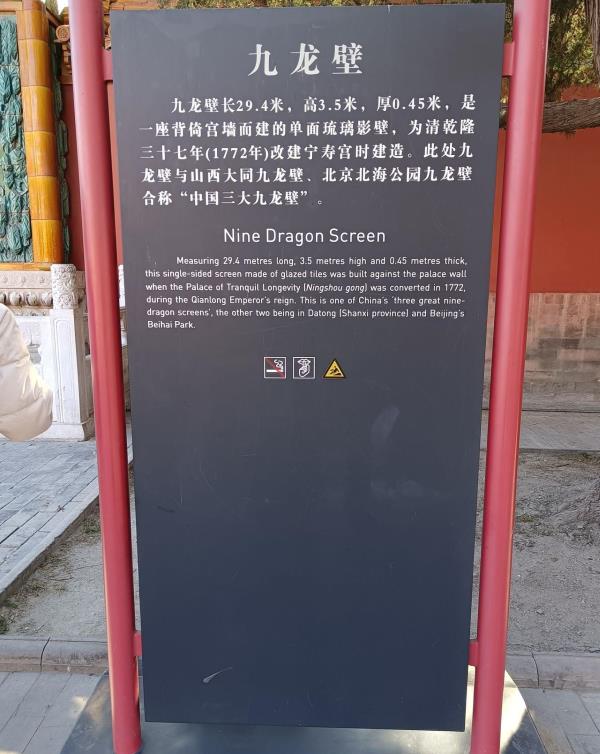 九龙壁
九龙壁长29.4米，高3.5米，厚0.45米，是
一座背倚宫墙而建的单面琉璃影壁，为清乾隆
三十七年(1772年)改建宁寿宫时建造。此处九
龙壁与山西大同九龙壁、北京北海公园九龙壁
合称“中国三大九龙壁”。
Nine Dragon Screen
Measuring 29.4 metres long, 3.5 metres high and 0.45 metres thick,
this single-sided screen made of glazed tiles was built against the palace wall
when the Palace of Tranquil Longevity (Ningshou gong) was converted in 1772,
during the Qianlong Emperor's reign. This is one of China's 'three great nine-
dragon screens', the other two being in Datong (Shanxi province) and Beijing's
Beihai Park.